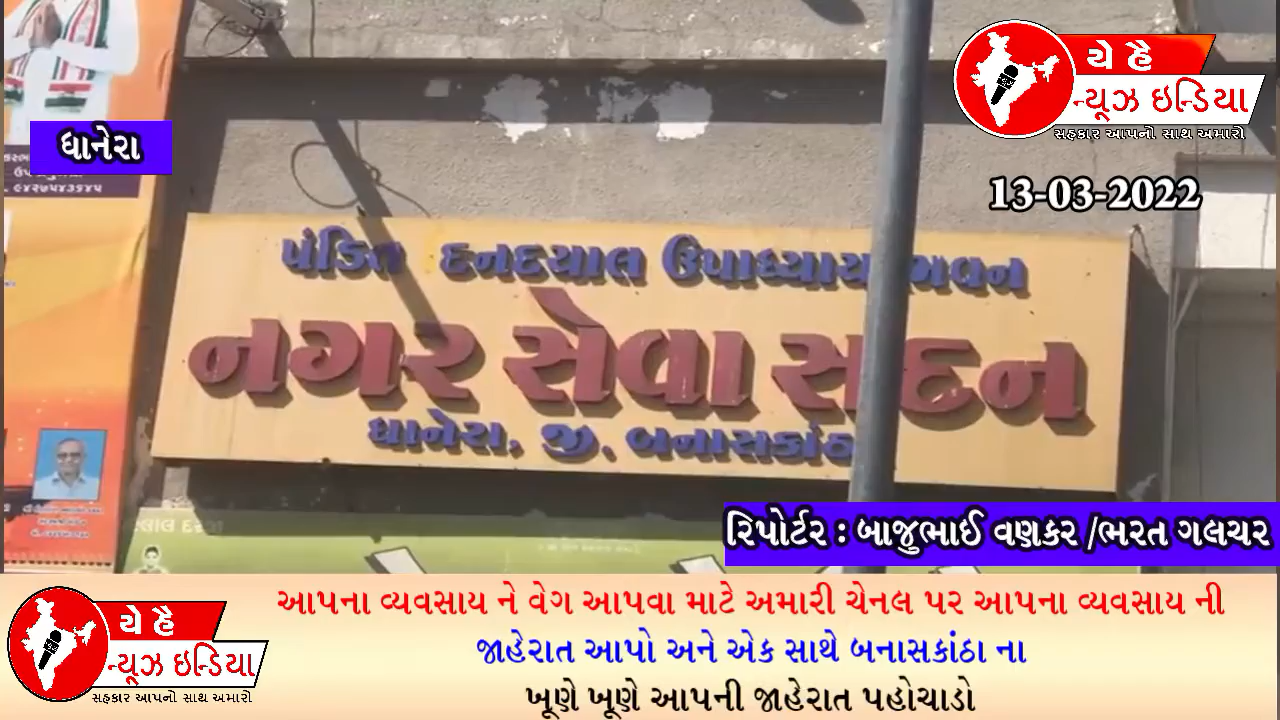 યે હૈ
ન્યૂઝ ઇન્ડિયા
સહકાર આપનો સાથ અમારો
ધાનેરા
૯૪૨૭૫૪૩૧૪૫
13-03-2022
પંડિત દનદયાલ ઉપાધ્યાય ભવન
નગર સેવા સદન
ધાનેરા, જી. બનાસકાંઠા
રિપોર્ટર : બાજુભાઈ વણકર /ભરત ગલચર
યે હૈ
ન્યૂઝ ઇન્ડિયા
સહકાર આપનો સાથ અમારો
આપના વ્યવસાય ને વેગ આપવા માટે અમારી ચેનલ પર આપના વ્યવસાય ની
જાહેરાત આપો અને એક સાથે બનાસકાંઠા ના
ખૂણે ખૂણે આપની જાહેરાત પહોચાડો